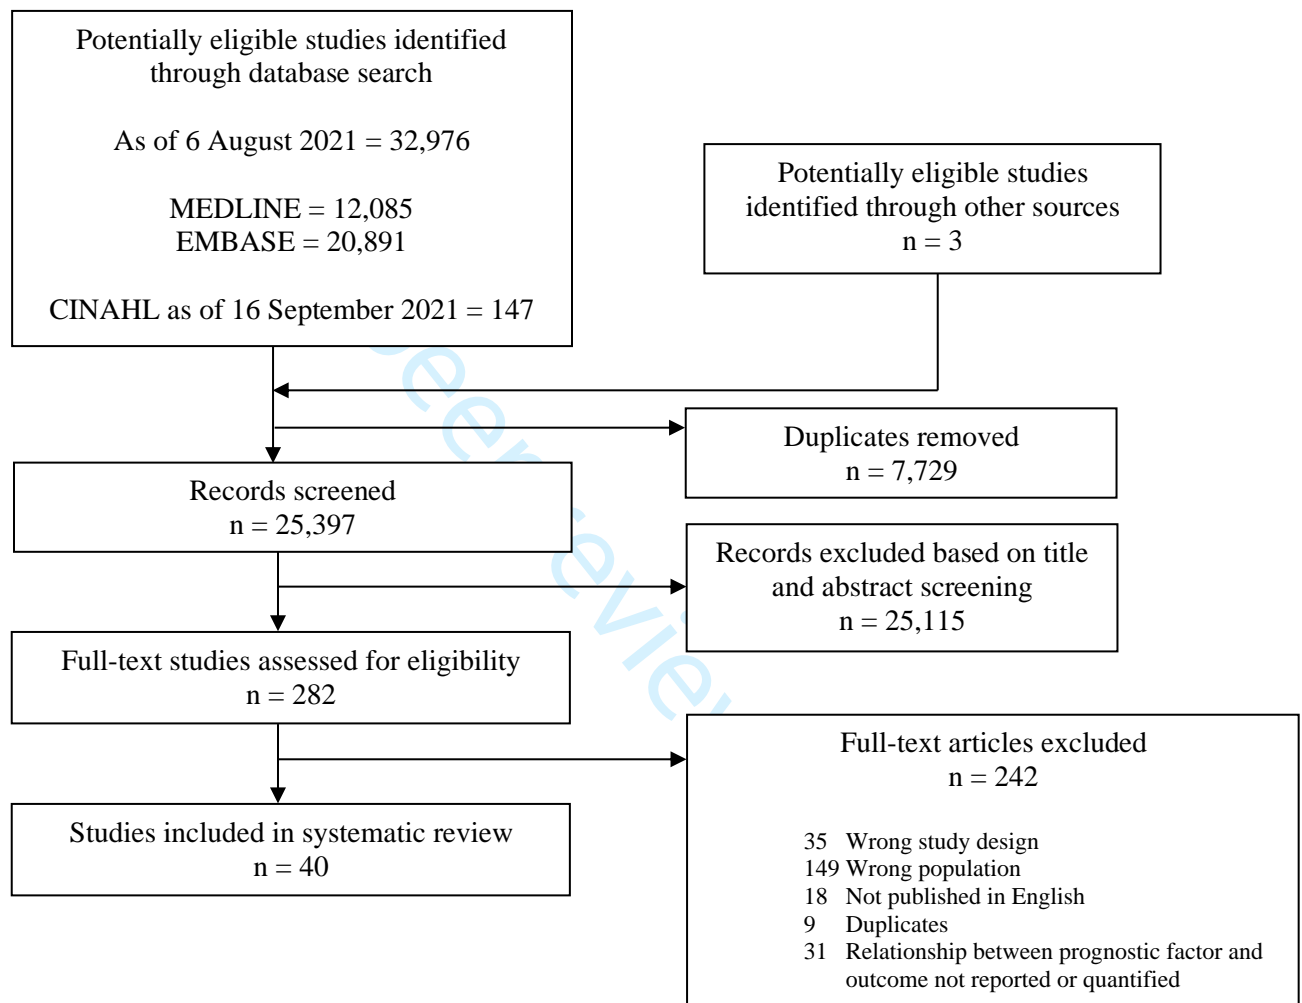 Potentially eligible studies identified
through database search
As of 6 August 2021 = 32,976
MEDLINE = 12,085
EMBASE = 20,891
CINAHL as of 16 September 2021 = 147
Potentially eligible studies
identified through other sources
n = 3
Duplicates removed
n = 7,729
Records screened
n = 25,397
Records excluded based on title
and abstract screening
n = 25,115
Full-text studies assessed for eligibility
n = 282
Full-text articles excluded
n = 242
35 Wrong study design
149 Wrong population
18 Not published in English
9 Duplicates
31 Relationship between prognostic factor and
outcome not reported or quantified
Studies included in systematic review
n = 40